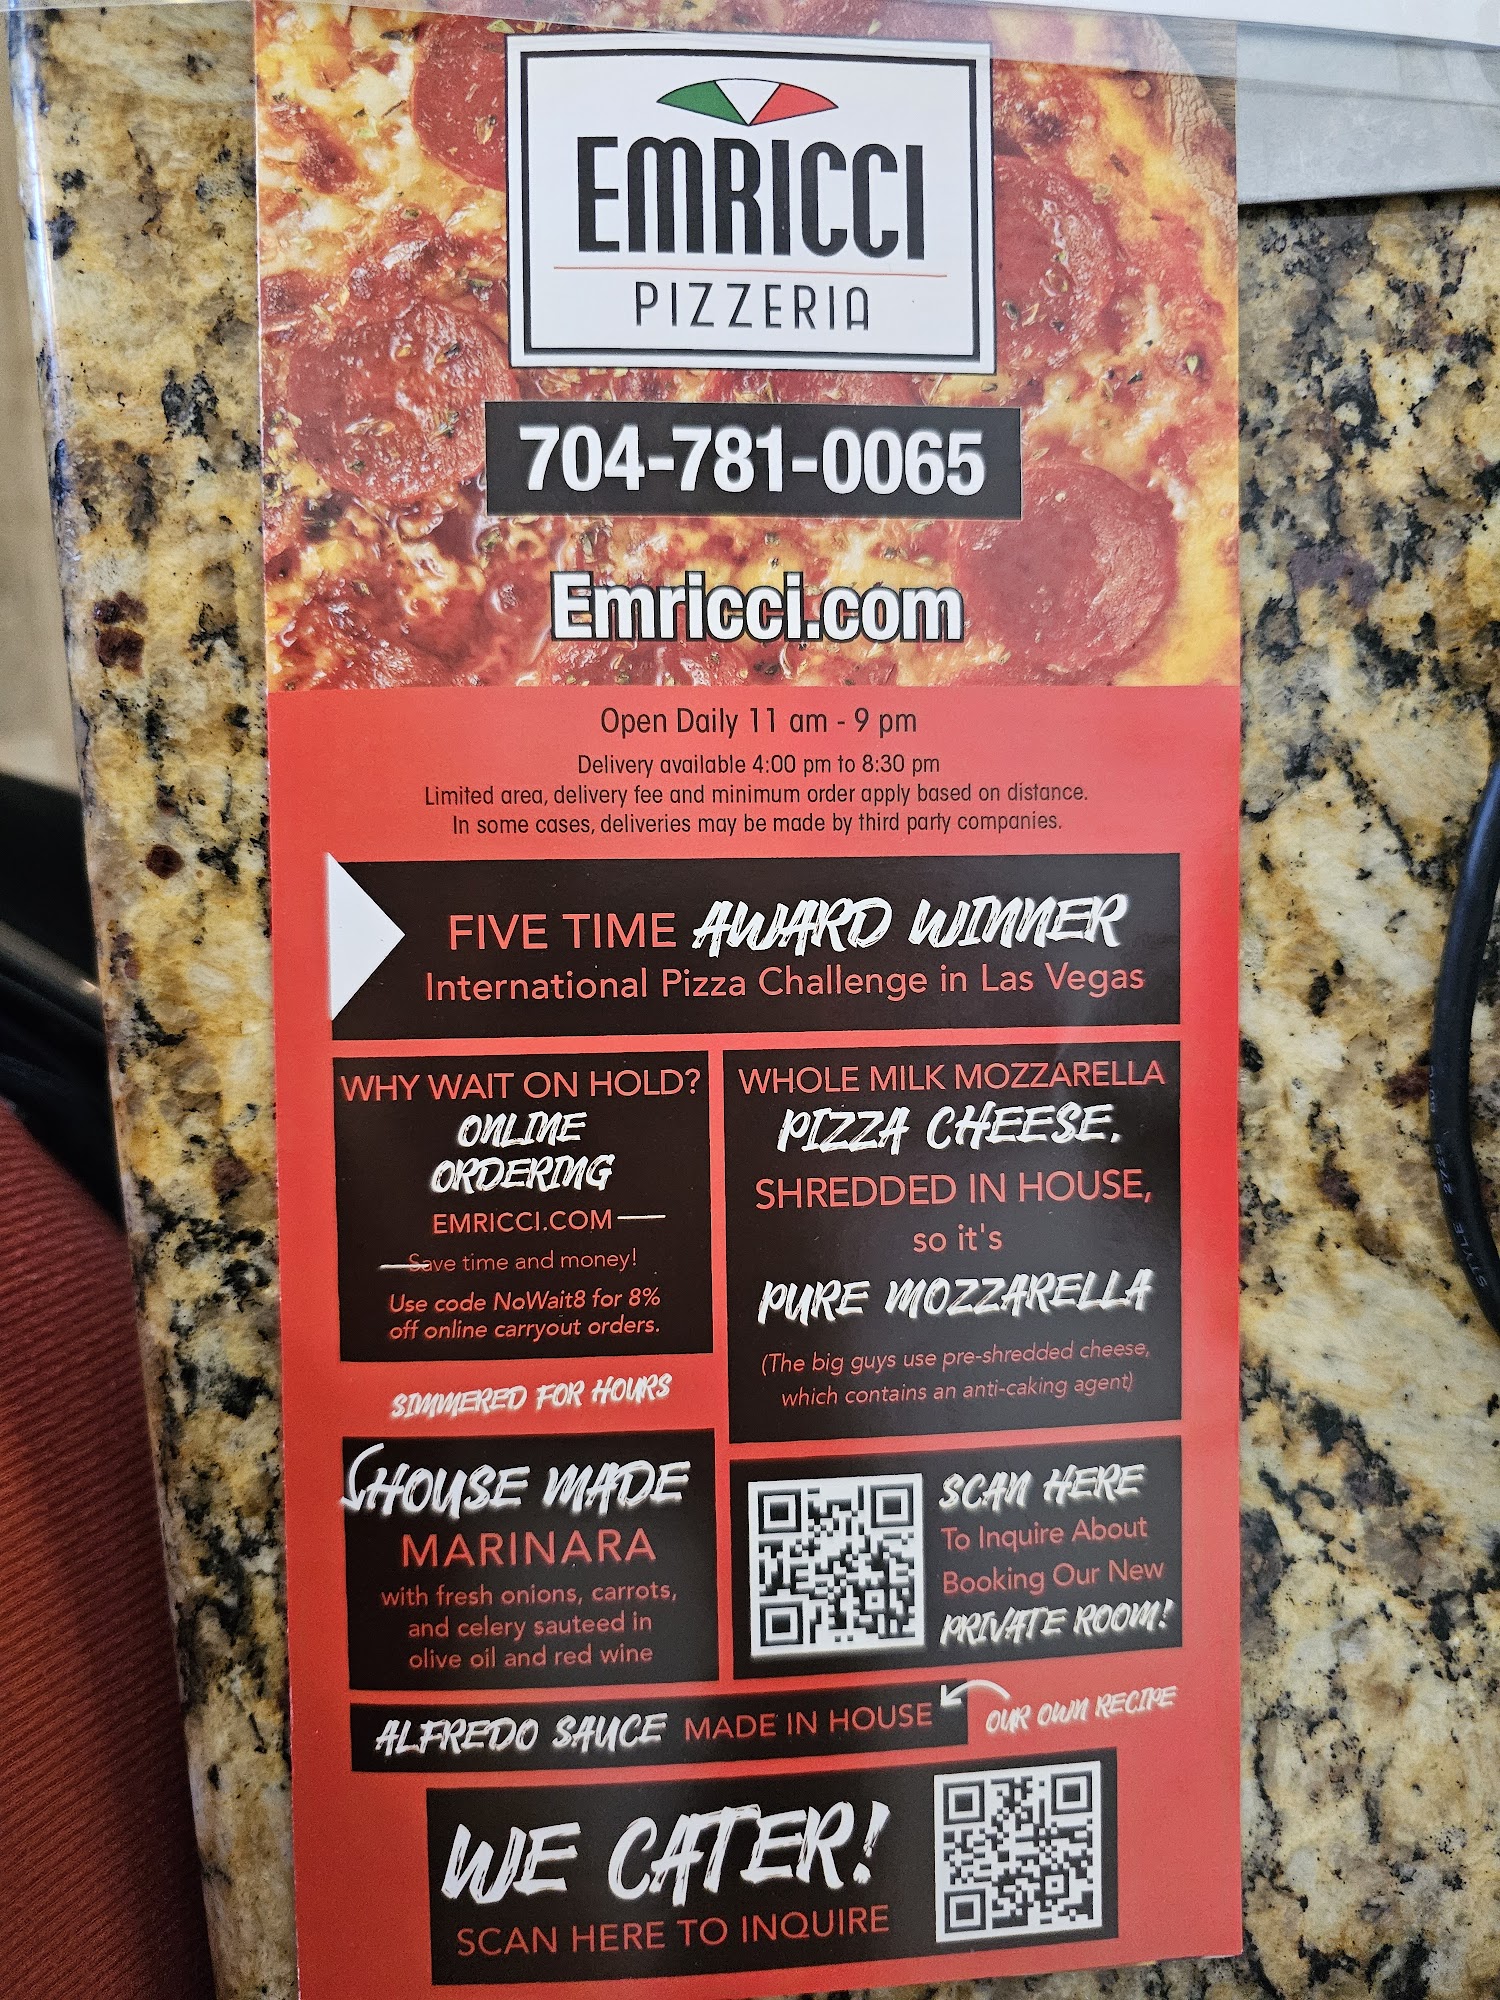 EMRICCI
PIZZERIA
704-781-0065
Emricci.com
Open Daily 11 am - 9 pm
Delivery available 4:00 pm to 8:30 pm
Limited area, delivery fee and minimum order apply based on distance.
In some cases, deliveries may be made by third party companies.
FIVE TIME AWARD WINNER
International Pizza Challenge in Las Vegas
WHY WAIT ON HOLD?
ONLINE
ORDERING
EMRICCI.COM
Save time and money!
Use code NoWait8 for 8%
off online carryout orders.
WHOLE MILK MOZZARELLA
PIZZA CHEESE,
SHREDDED IN HOUSE,
so it's
PURE MOZZARELLA
(The big guys use pre-shredded cheese,
which contains an anti-caking agent)
SIMMERED FOR HOURS
HOUSE MADE
MARINARA
with fresh onions, carrots,
and celery sauteed in
olive oil and red wine
SCAN HERE
To Inquire About
Booking Our New
PRIVATE ROOM!
ALFREDO SAUCE MADE IN HOUSE
OUR OWN RECIPE
WE CATER!
SCAN HERE TO INQUIRE